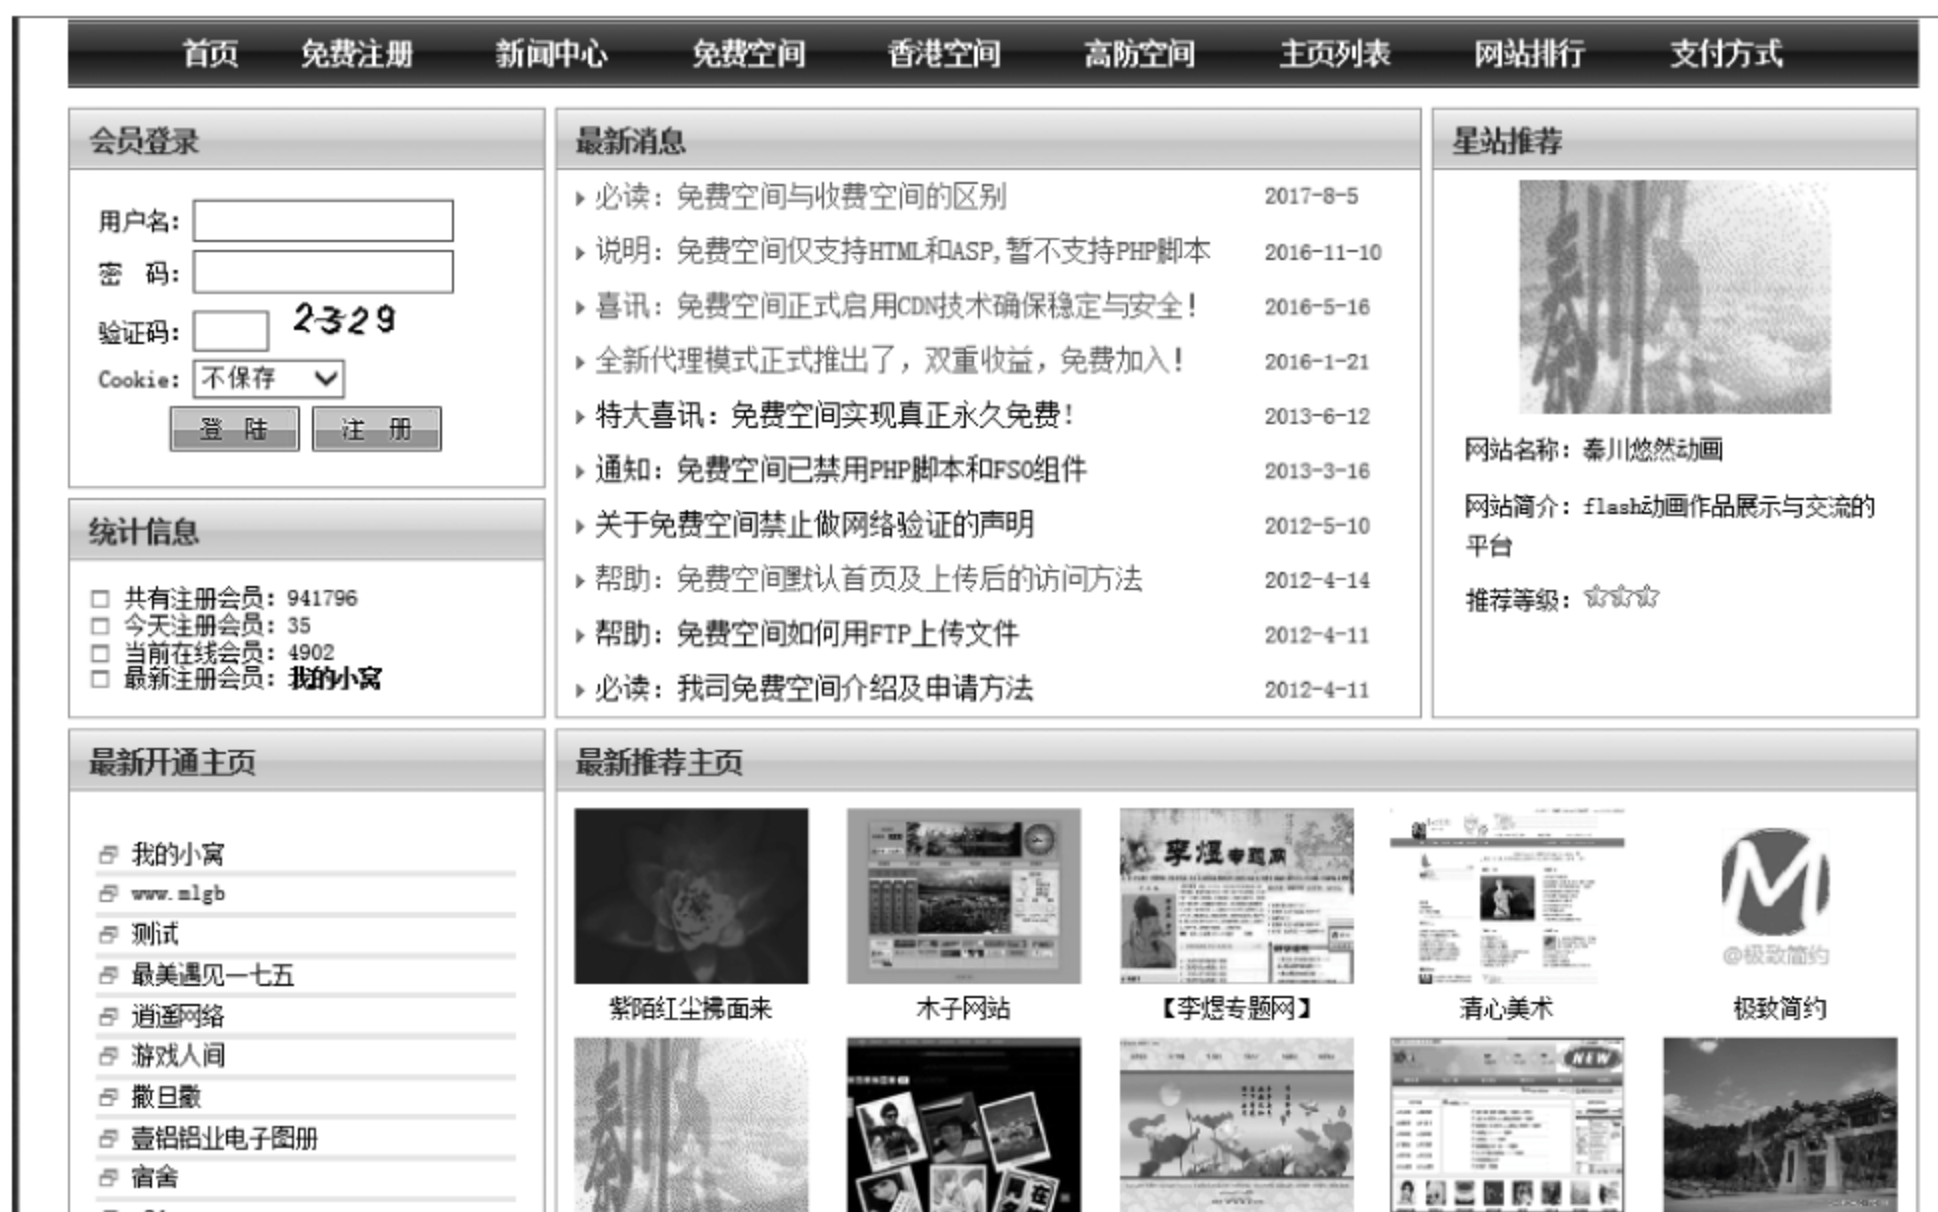 首页 免费注册 新闻中心 免费空间 香港空间 高防空间 主页列表 网站排行 支付方式
会员登录
用户名：
密 码：
验证码： 2329
Cookie： 不保存
登 陆 注 册
统计信息
共有注册会员：941796
今天注册会员：35
当前在线会员：4902
最新注册会员：我的小窝
最新消息
必读：免费空间与收费空间的区别 2017-8-5
说明：免费空间仅支持HTML和ASP,暂不支持PHP脚本 2016-11-10
喜讯：免费空间正式启用CDN技术确保稳定与安全！ 2016-5-16
全新代理模式正式推出了，双重收益，免费加入！ 2016-1-21
特大喜讯：免费空间实现真正永久免费！ 2013-6-12
通知：免费空间已禁用PHP脚本和FSO组件 2013-3-16
关于免费空间禁止做网络验证的声明 2012-5-10
帮助：免费空间默认首页及上传后的访问方法 2012-4-14
帮助：免费空间如何用FTP上传文件 2012-4-11
必读：我司免费空间介绍及申请方法 2012-4-11
星站推荐
网站名称：秦川悠然动画
网站简介：flash动画作品展示与交流的
平台
推荐等级：☆☆☆
最新开通主页
我的小窝
www.mlgb
测试
最美遇见一七五
逍遥网络
游戏人间
撒旦撒
壹铝铝业电子图册
宿舍
最新推荐主页
李煜专题网
M
@极致简约
紫陌红尘拂面来 木子网站 【李煜专题网】 清心美术 极致简约
NEW